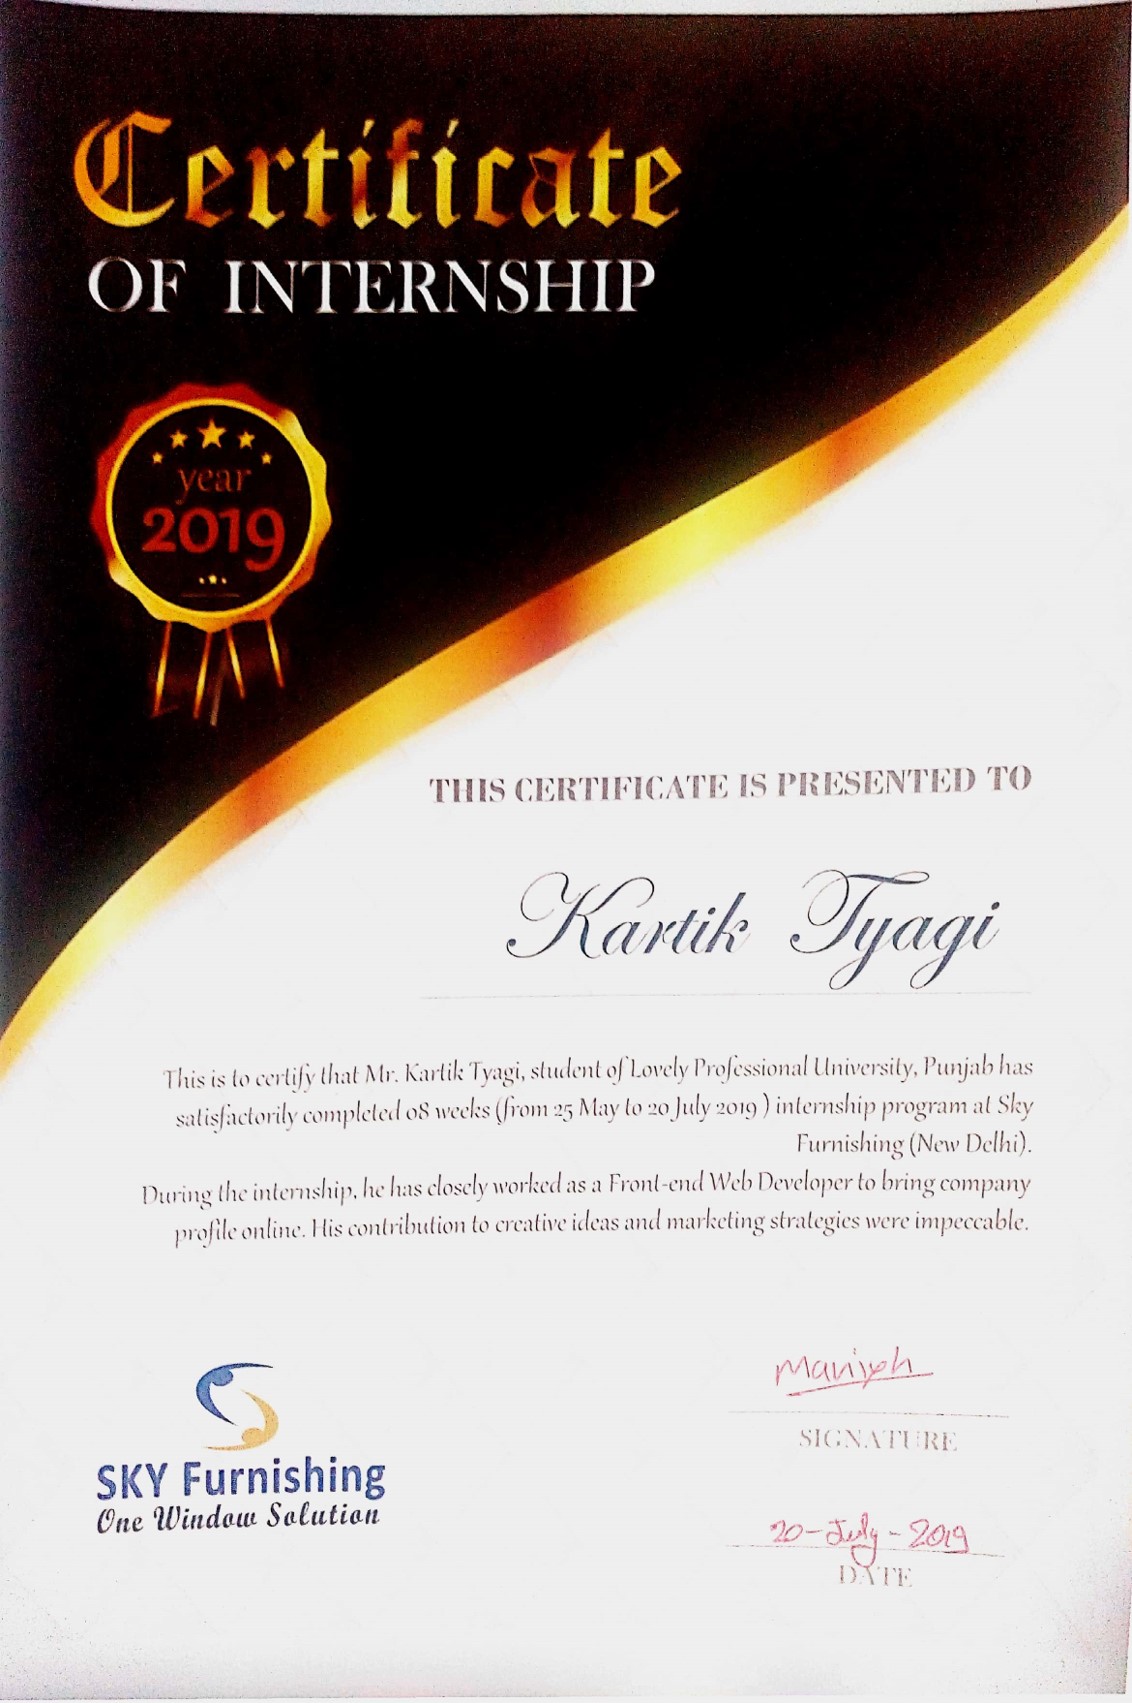 Certificate
OF INTERNSHIP
year
2019
THIS CERTIFICATE IS PRESENTED TO
Kartik Tyagi
This is to certify that Mr. Kartik Tyagi, student of Lovely Professional University, Punjab has
satisfactorily completed 08 weeks (from 25 May to 20 July 2019 ) internship program at Sky
Furnishing (New Delhi).
During the internship, he has closely worked as a Front-end Web Developer to bring company
profile online. His contribution to creative ideas and marketing strategies were impeccable.
Manish
SIGNATURE
SKY Furnishing
One Window Solution
20-July-2019
DATE